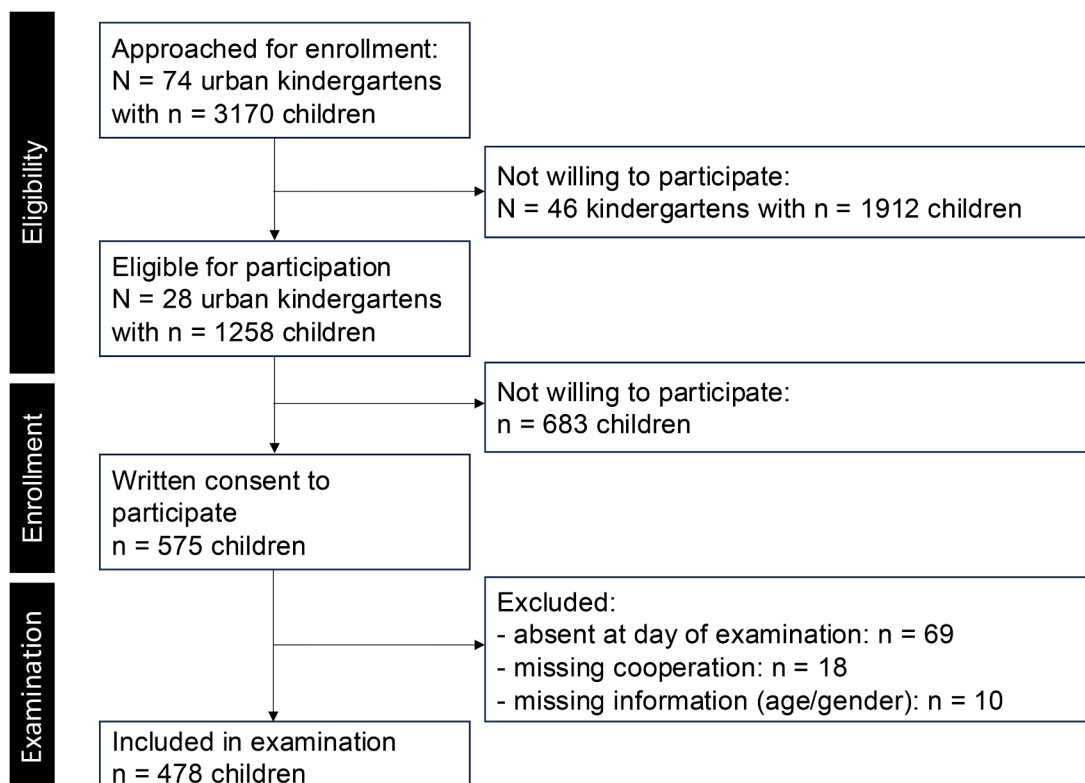 Eligibility
Approached for enrollment:
N = 74 urban kindergartens
with n = 3170 children
Not willing to participate:
N = 46 kindergartens with n = 1912 children
Eligible for participation
N = 28 urban kindergartens
with n = 1258 children
Enrollment
Not willing to participate:
n = 683 children
Written consent to
participate
n = 575 children
Examination
Excluded:
- absent at day of examination: n = 69
- missing cooperation: n = 18
- missing information (age/gender): n = 10
Included in examination
n = 478 children